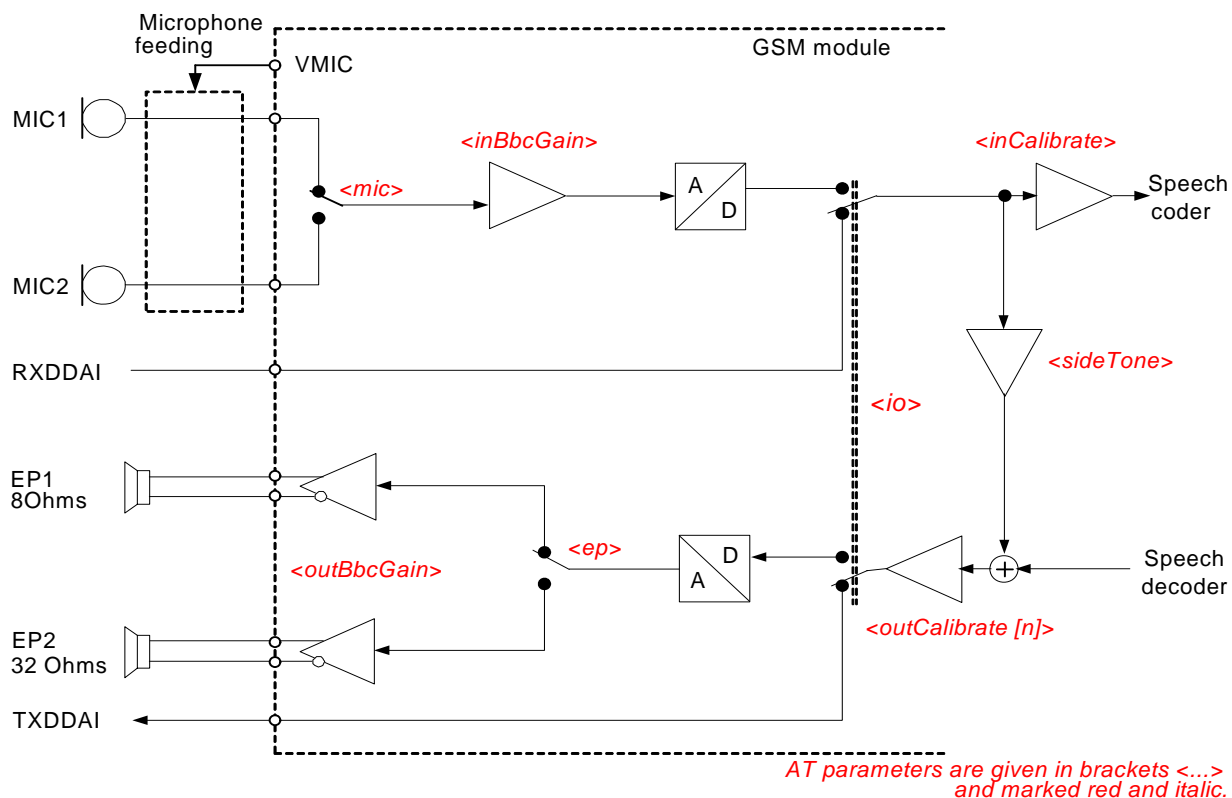 Microphone
feeding
GSM module
VMIC
MIC1
<inBbcGain>
<inCalibrate>
A
D
<mic>
Speech
coder
MIC2
RXDDAI
<sideTone>
<io>
EP1
8Ohms
<ep>
D
A
Speech
decoder
<outBbcGain>
+
<outCalibrate [n]>
EP2
32 Ohms
TXDDAI
AT parameters are given in brackets <...>
and marked red and italic.